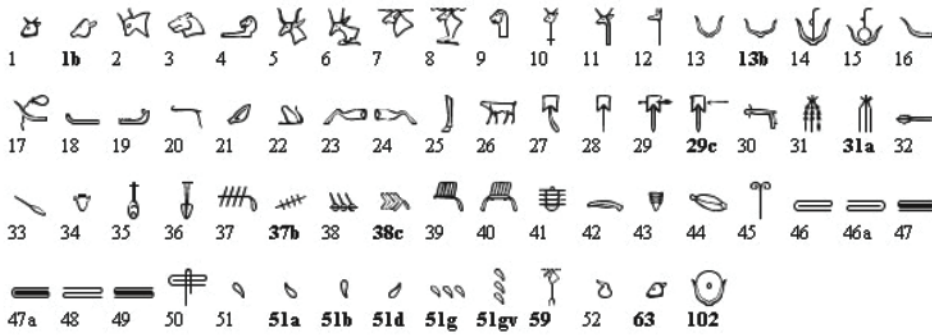 1 1b 2 3 4 5 6 7 8 9 10 11 12 13 13b 14 15 16
17 18 19 20 21 22 23 24 25 26 27 28 29 29c 30 31 31a 32
33 34 35 36 37 37b 38 38c 39 40 41 42 43 44 45 46 46a 47
47a 48 49 50 51 51a 51b 51d 51g 51gv 59 52 63 102